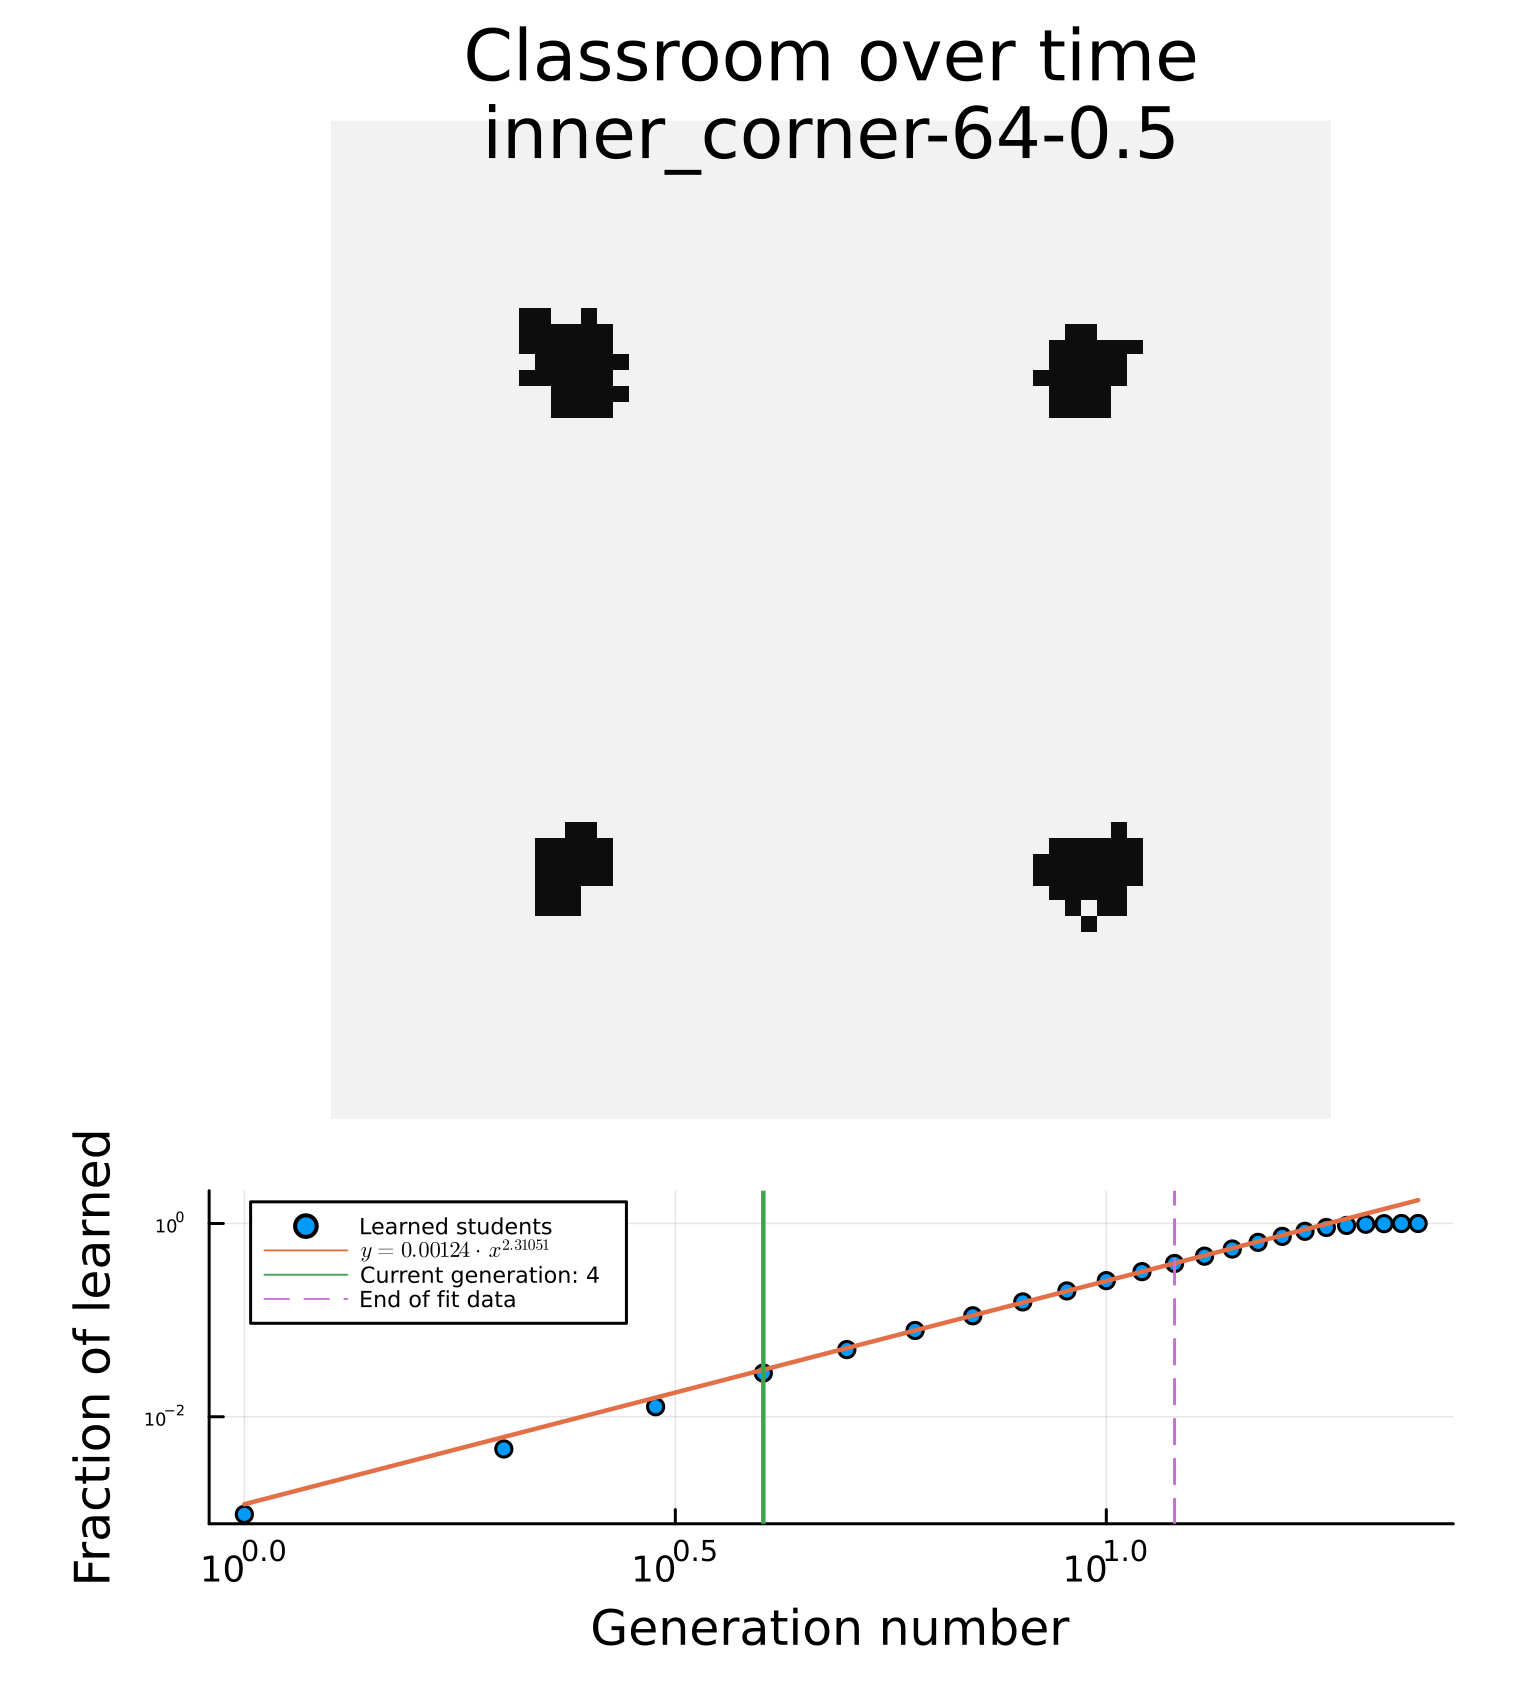 Classroom over time
inner_corner-64-0.5
Fraction of learned
10^0
10^-2
Learned students
y = 0.00124 · x^2.31051
Current generation: 4
End of fit data
10^0.0
10^0.5
10^1.0
Generation number